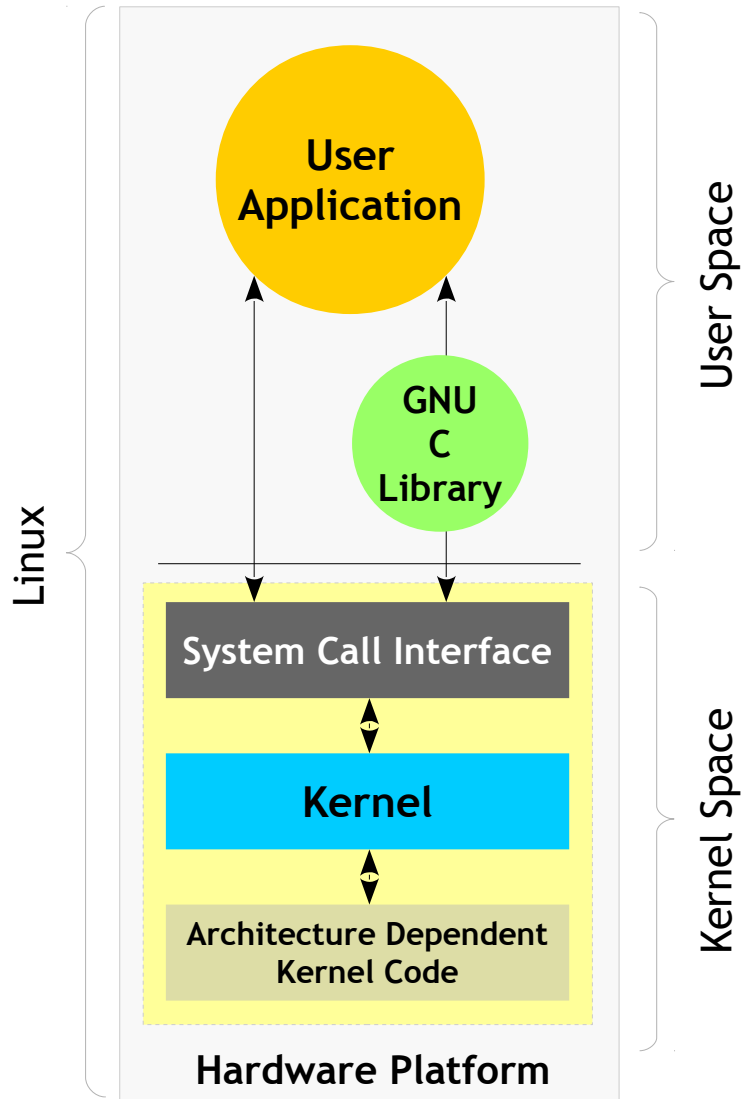 User
Application
GNU
C
Library
System Call Interface
Kernel
Architecture Dependent
Kernel Code
Hardware Platform
Linux
User Space
Kernel Space